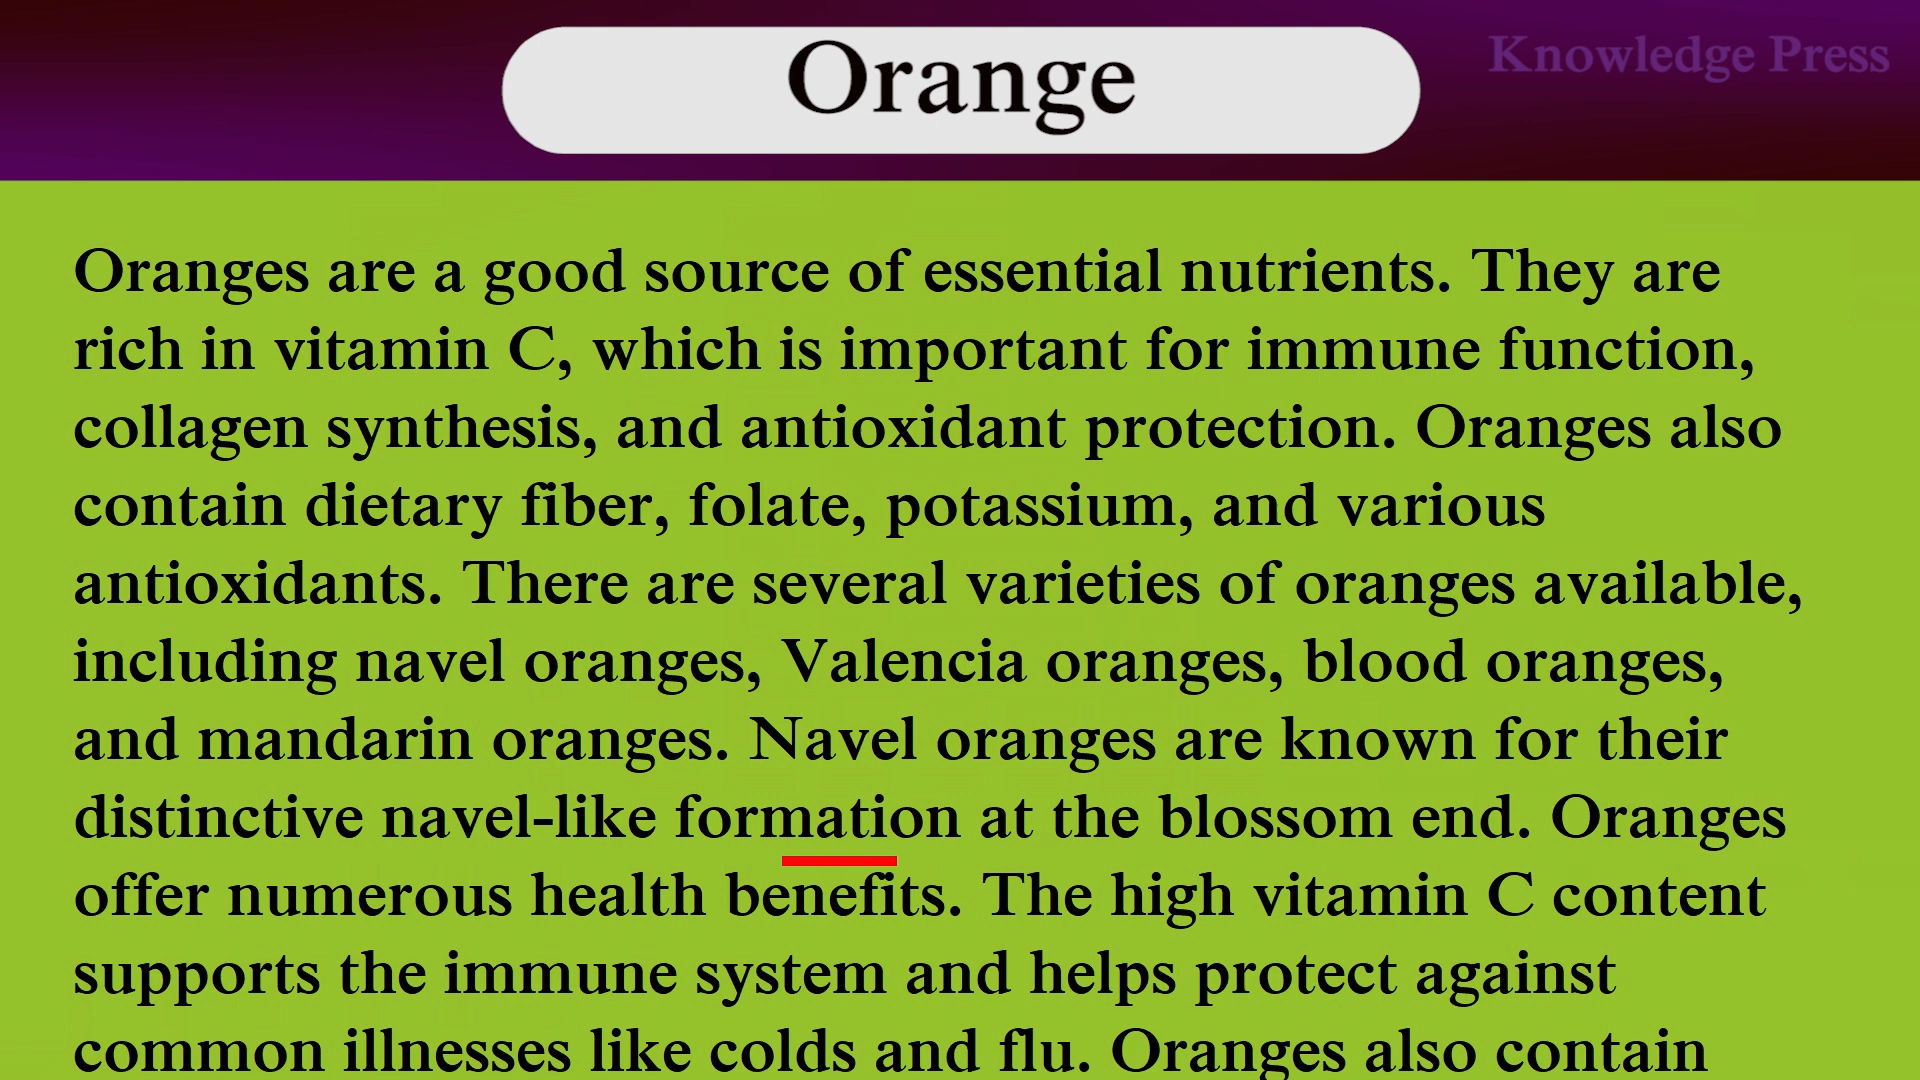 Orange
Knowledge Press
Oranges are a good source of essential nutrients. They are
rich in vitamin C, which is important for immune function,
collagen synthesis, and antioxidant protection. Oranges also
contain dietary fiber, folate, potassium, and various
antioxidants. There are several varieties of oranges available,
including navel oranges, Valencia oranges, blood oranges,
and mandarin oranges. Navel oranges are known for their
distinctive navel-like formation at the blossom end. Oranges
offer numerous health benefits. The high vitamin C content
supports the immune system and helps protect against
common illnesses like colds and flu. Oranges also contain